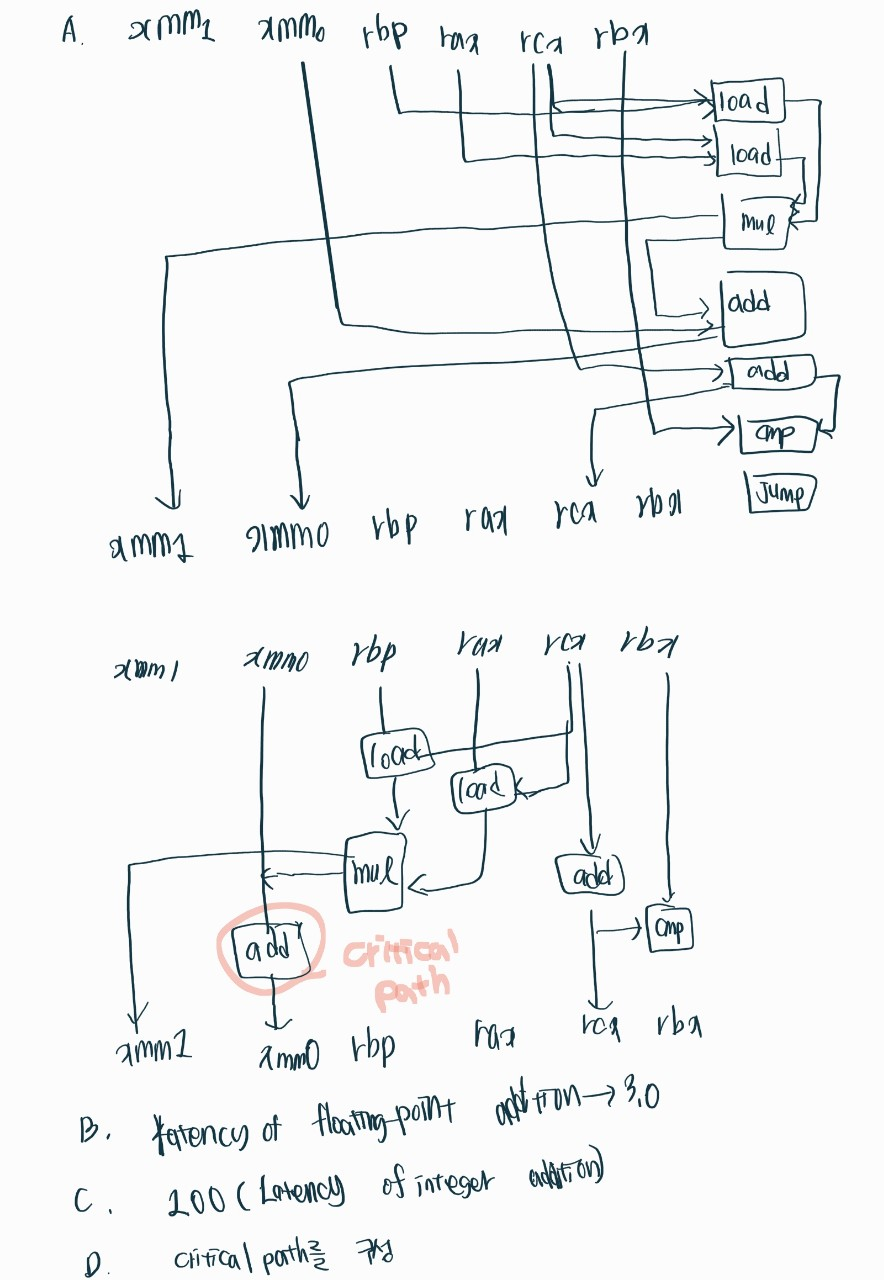 A. xmm1 xmm0 rbp rax rcx rbx
load
load
mul
add
add
cmp
Jump
xmm1 xmm0 rbp rax rcx rbx
xmm1 xmm0 rbp rax rcx rbx
load
load
mul
add
cmp
add
critical
path
xmm1 xmm0 rbp rax rcx rbx
B. latency of floating-point addition → 3.0
C. 1.00 (Latency of integer addition)
D. critical path를 구성